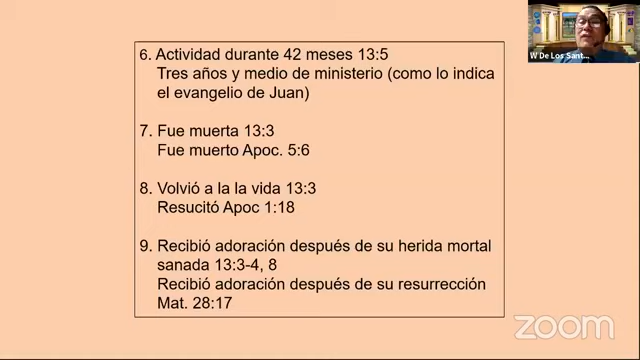 W De Los Sant...
6. Actividad durante 42 meses 13:5
Tres años y medio de ministerio (como lo indica
el evangelio de Juan)
7. Fue muerta 13:3
Fue muerto Apoc. 5:6
8. Volvió a la la vida 13:3
Resucitó Apoc 1:18
9. Recibió adoración después de su herida mortal
sanada 13:3-4, 8
Recibió adoración después de su resurrección
Mat. 28:17
zoom